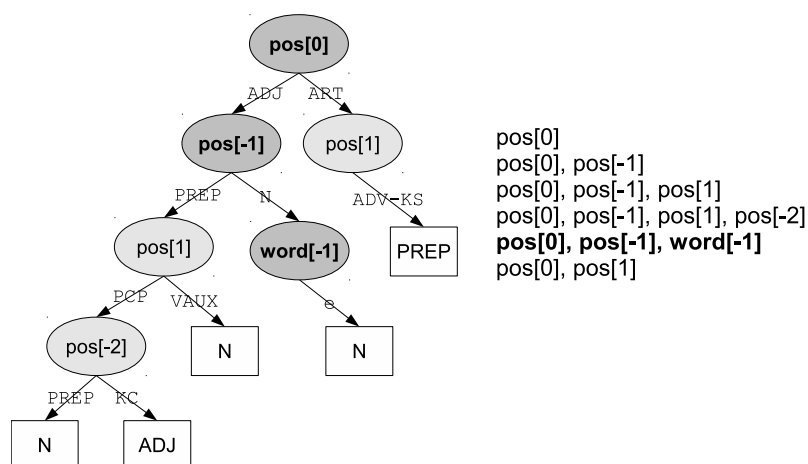 pos[0]
ADJ ART
pos[-1] pos[1]
PREP N ADV-KS
pos[1] word[-1] PREP
PCP VAUX e
pos[-2] N N
PREP KC
N ADJ
pos[0]
pos[0], pos[-1]
pos[0], pos[-1], pos[1]
pos[0], pos[-1], pos[1], pos[-2]
pos[0], pos[-1], word[-1]
pos[0], pos[1]